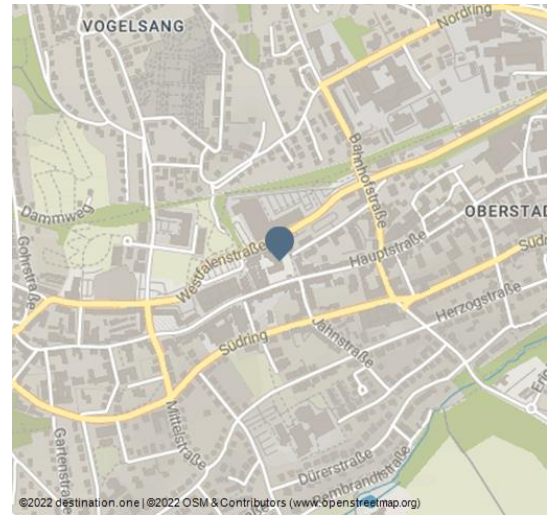 VOGELSANG
Nordring
Bahnhofstraße
Dammweg
Gohrstraße
OBERSTAD
Westfalenstraße
Hauptstraße
Südr
Herzogstraße
Südring
Jahnstraße
Mittelstraße
Gartenstraße
Dürerstraße
Rembrandtstraße
©2022 destination.one | ©2022 OSM & Contributors (www.openstreetmap.org)